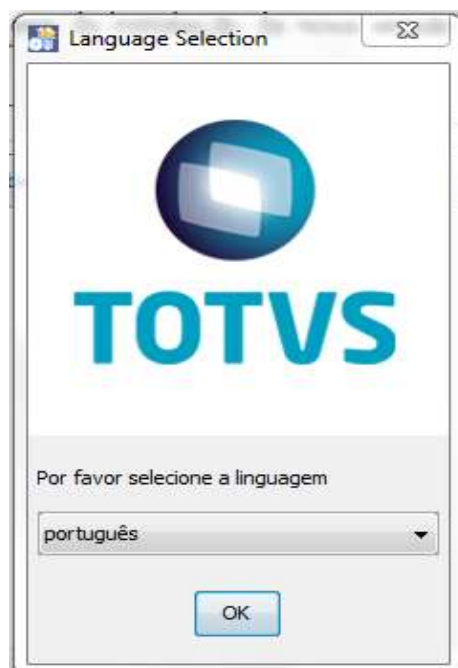 Language Selection
TOTVS
Por favor selecione a linguagem
português
OK